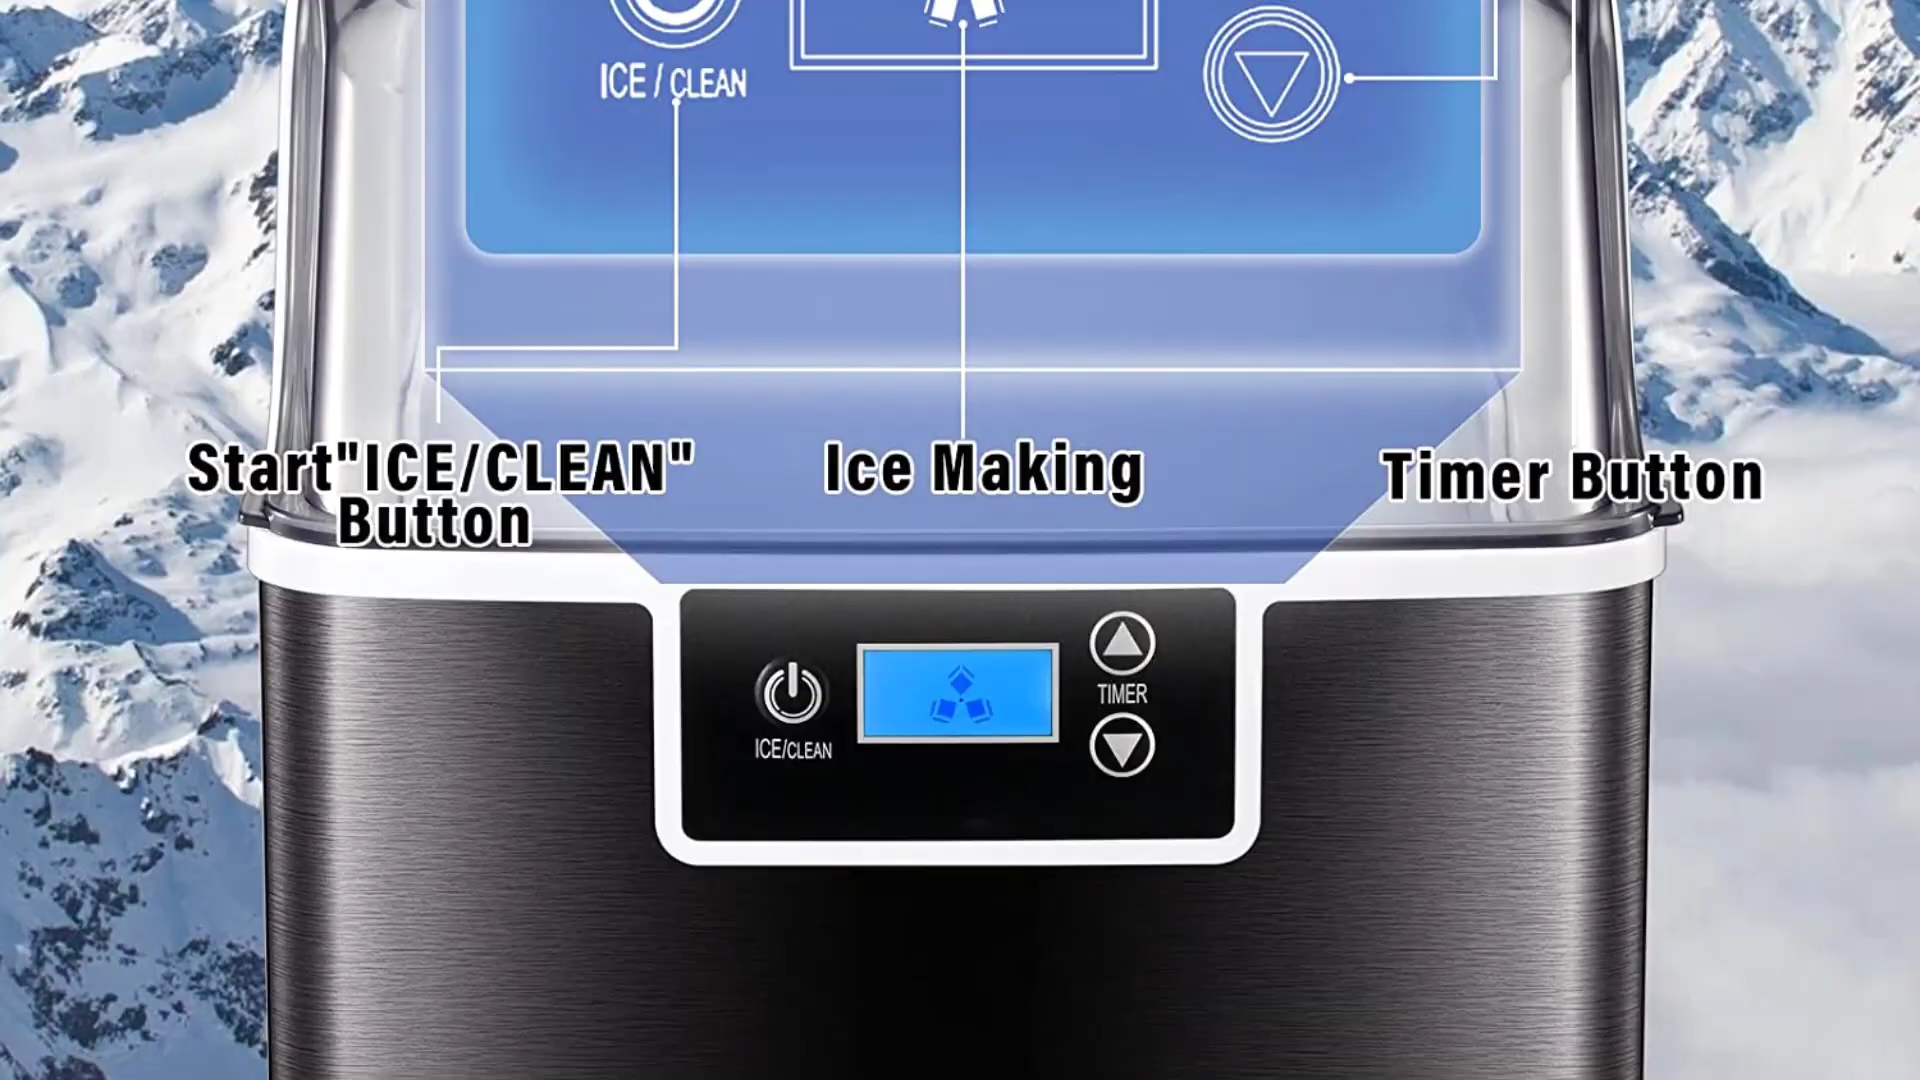 ICE / CLEAN
Start"ICE/CLEAN"
Button
Ice Making
Timer Button
TIMER
ICE/CLEAN